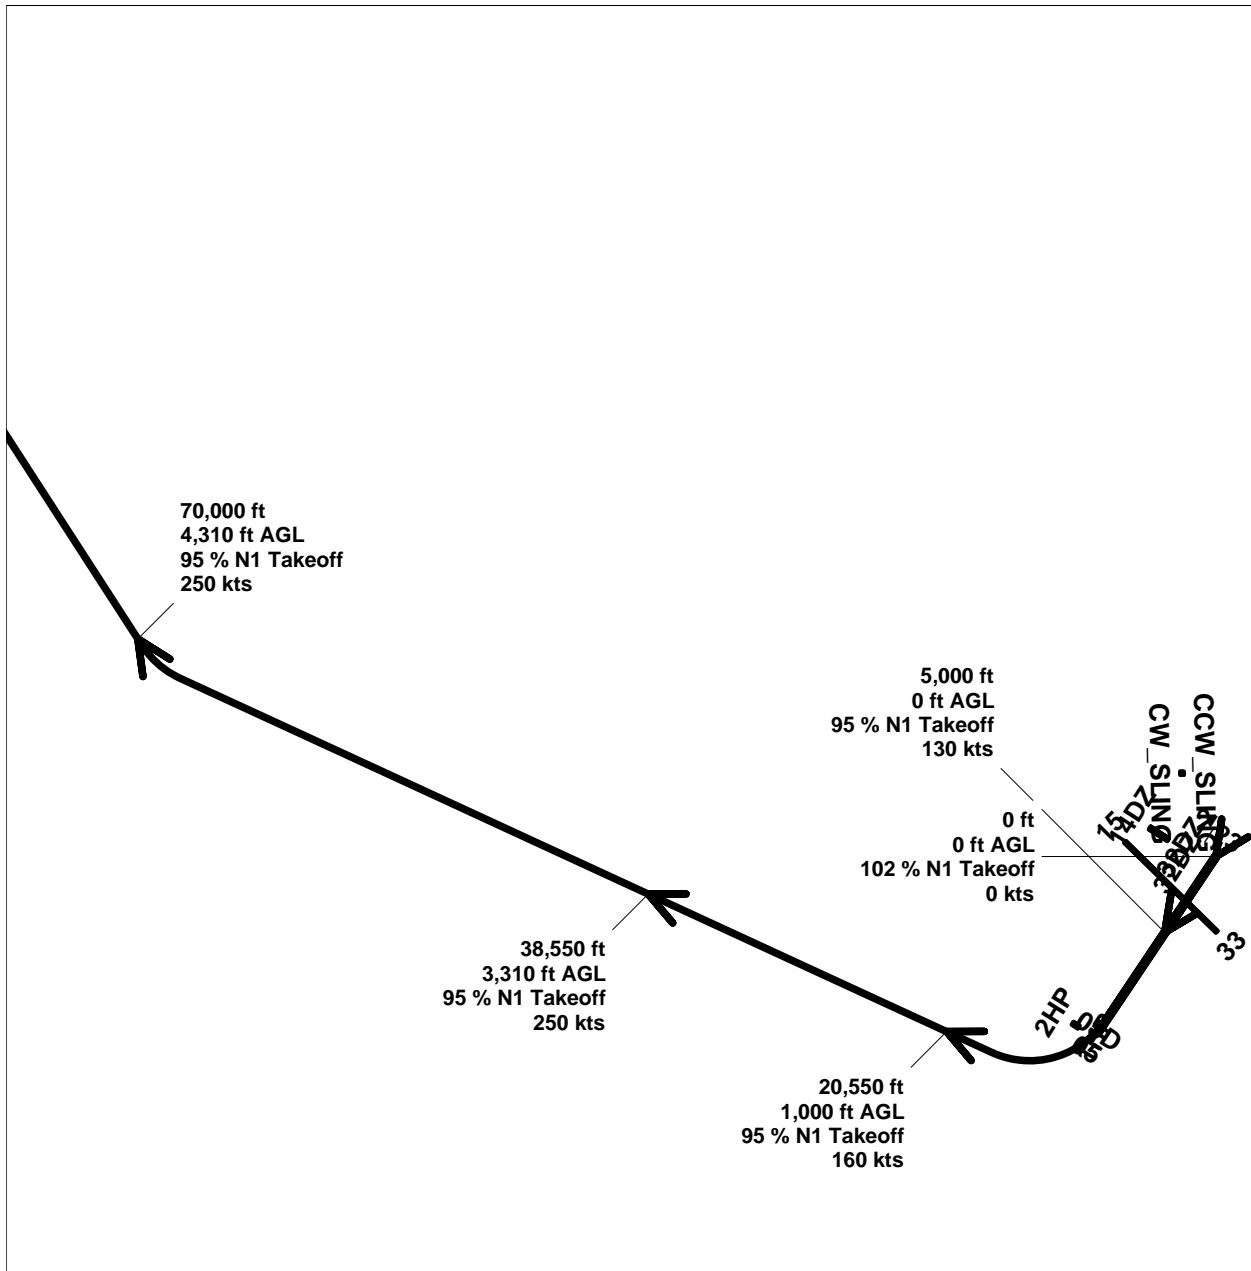 70,000 ft
4,310 ft AGL
95 % N1 Takeoff
250 kts
5,000 ft
0 ft AGL
95 % N1 Takeoff
130 kts
CW_SLING
CCW_SLING
15
14DZ
0 ft
0 ft AGL
102 % N1 Takeoff
0 kts
33
38,550 ft
3,310 ft AGL
95 % N1 Takeoff
250 kts
2HP
20,550 ft
1,000 ft AGL
95 % N1 Takeoff
160 kts